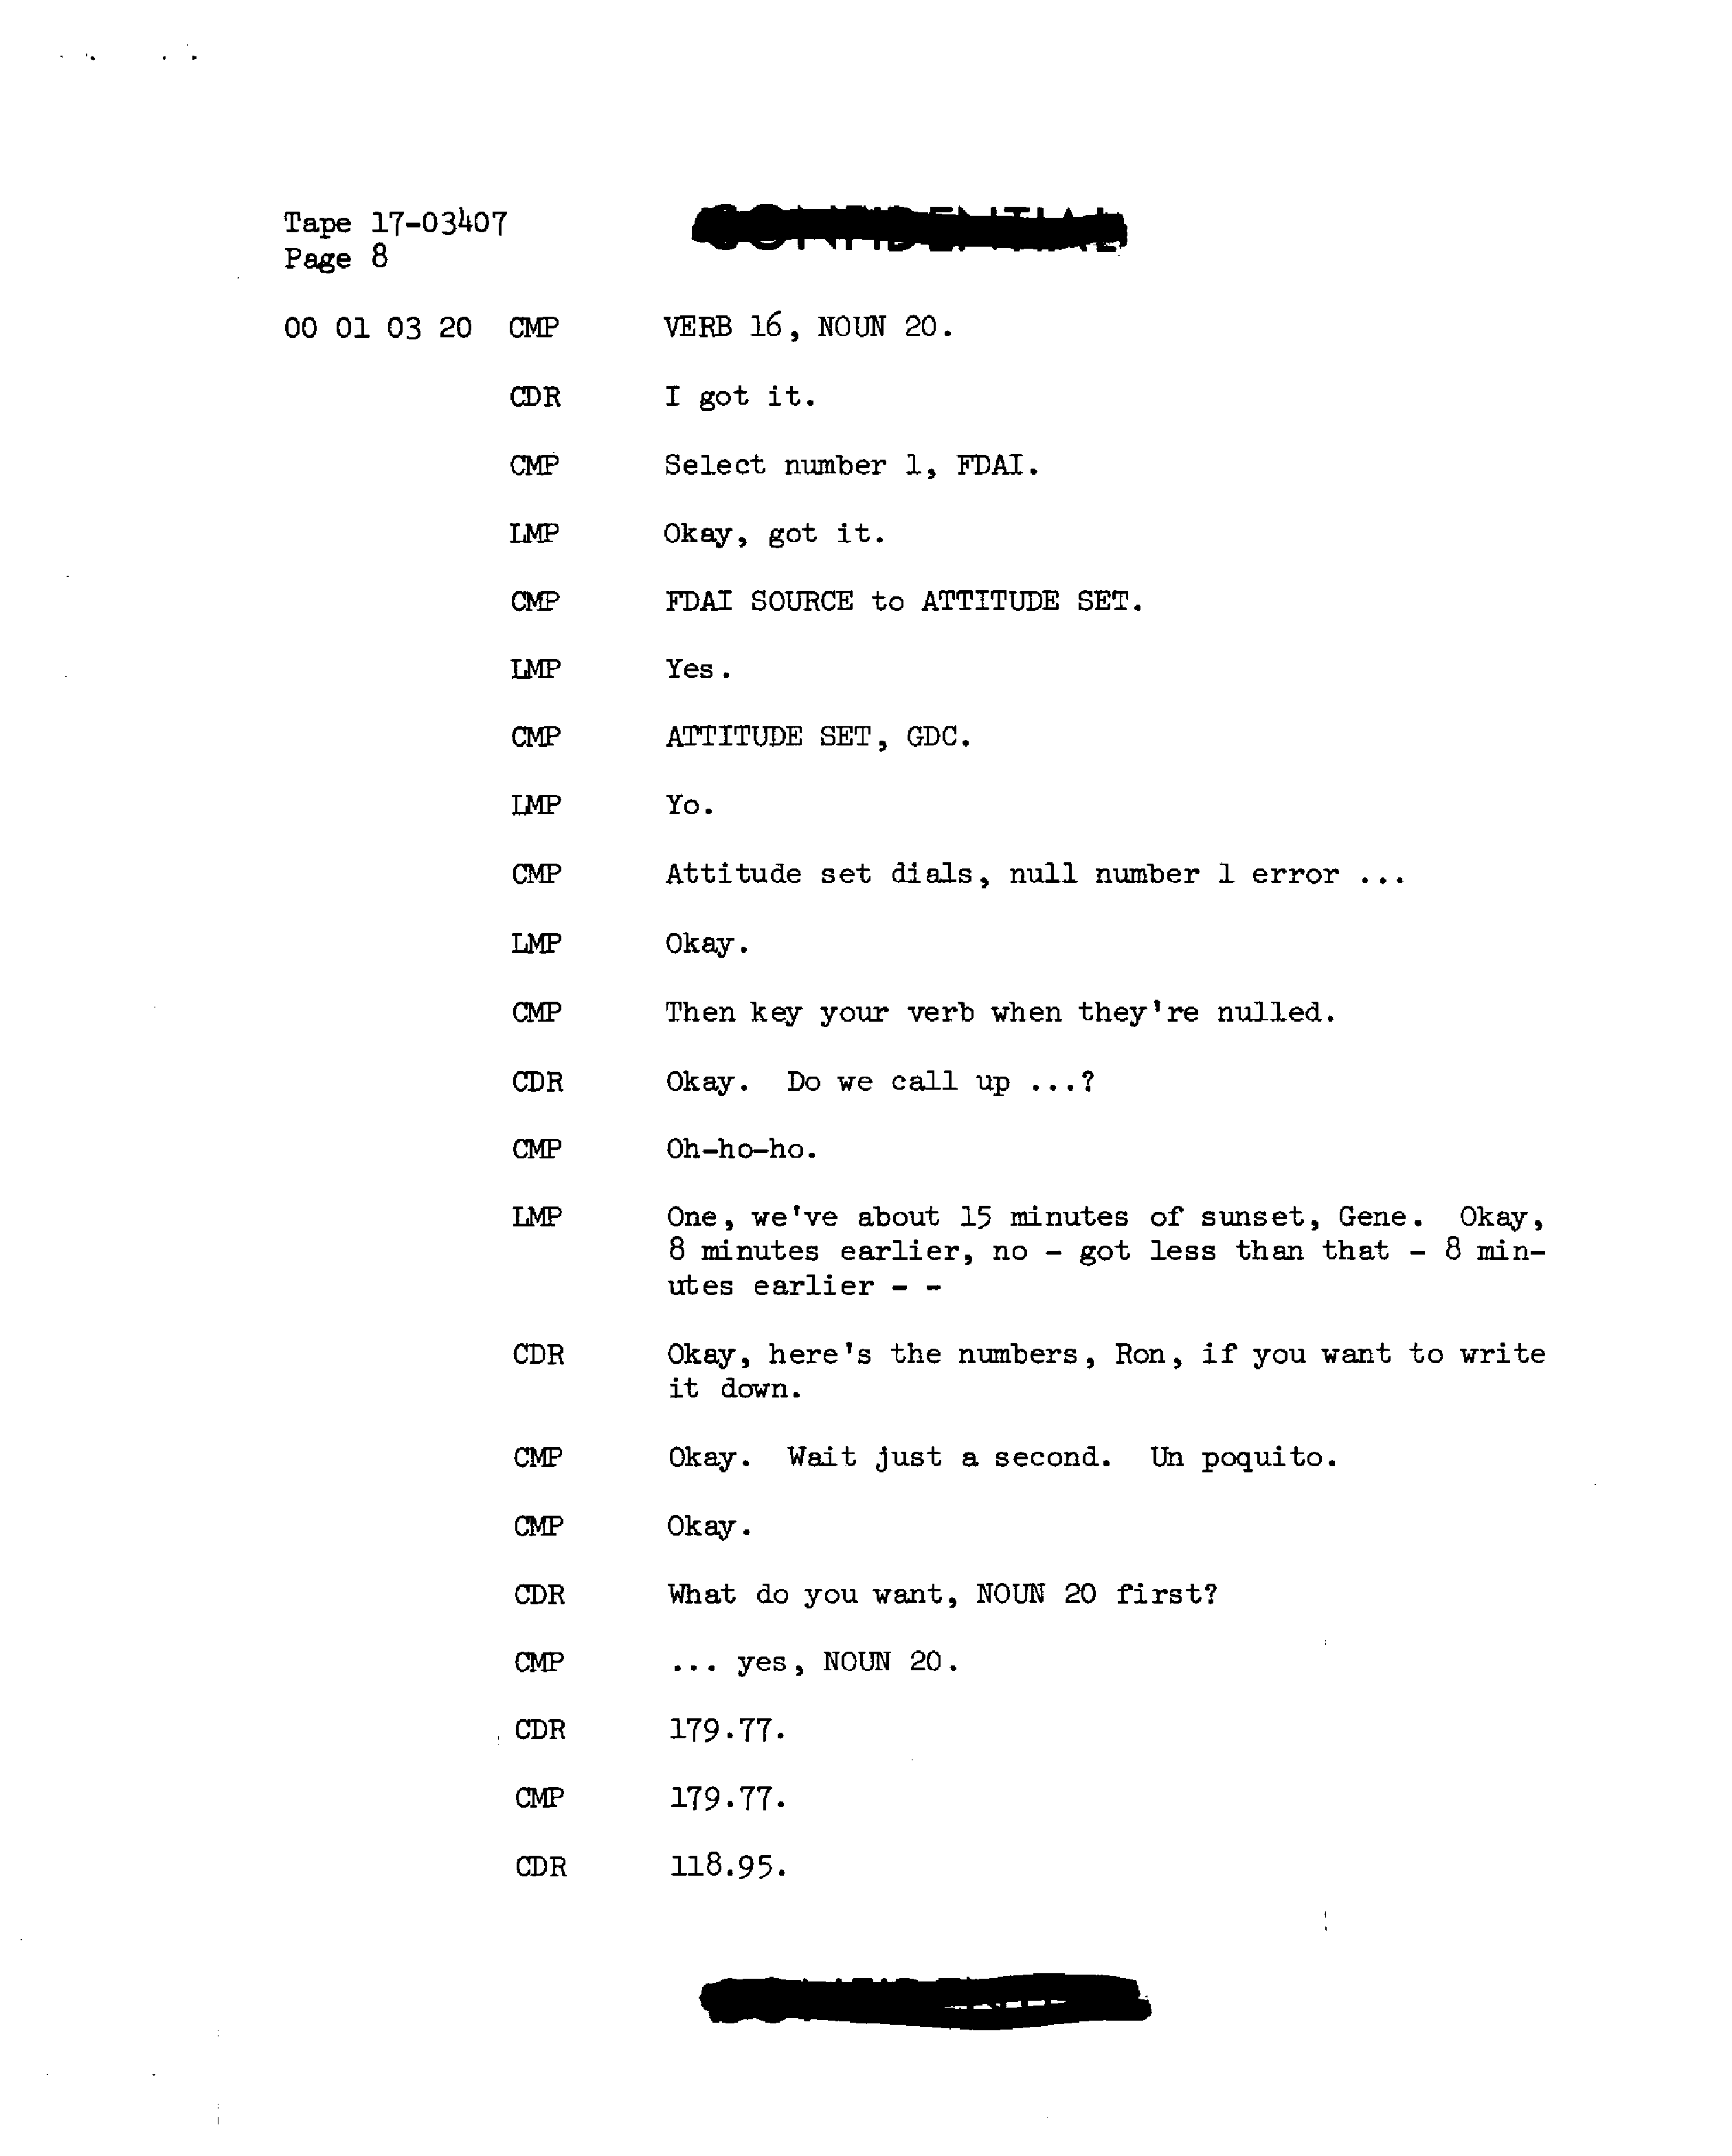 Tape 17-03407
CONFIDENTIAL
Page 8
00 01 03 20 CMP VERB 16, NOUN 20.
CDR I got it.
CMP Select number 1, FDAI.
LMP Okay, got it.
CMP FDAI SOURCE to ATTITUDE SET.
LMP Yes.
CMP ATTITUDE SET, GDC.
LMP Yo.
CMP Attitude set dials, null number 1 error ...
LMP Okay.
CMP Then key your verb when they're nulled.
CDR Okay. Do we call up ...?
CMP Oh-ho-ho.
LMP One, we've about 15 minutes of sunset, Gene. Okay,
8 minutes earlier, no - got less than that - 8 min-
utes earlier - -
CDR Okay, here's the numbers, Ron, if you want to write
it down.
CMP Okay. Wait just a second. Un poquito.
CMP Okay.
CDR What do you want, NOUN 20 first?
CMP ... yes, NOUN 20.
CDR 179.77.
CMP 179.77.
CDR 118.95.